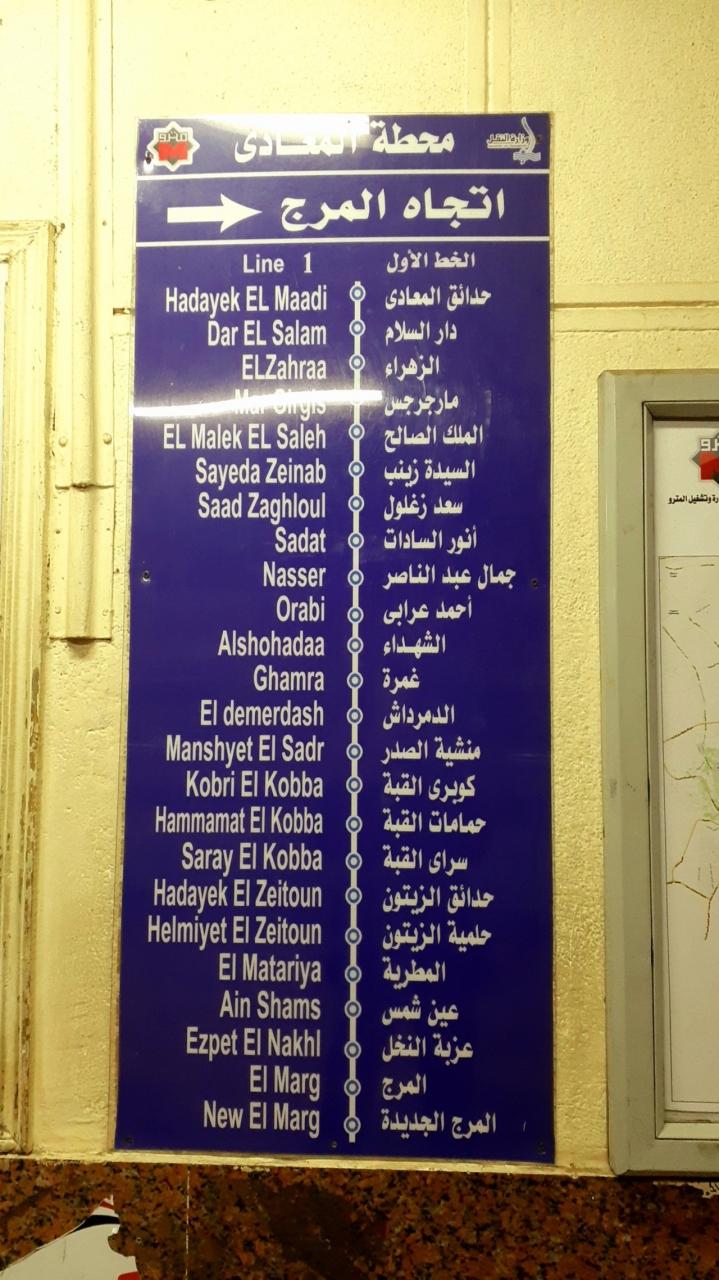 مترو
محطة المعادى
وزارة النقل
اتجاه المرج
Line 1 الخط الأول
Hadayek EL Maadi حدائق المعادى
Dar EL Salam دار السلام
ELZahraa الزهراء
Mar Girgis مارجرجس
EL Malek EL Saleh الملك الصالح
Sayeda Zeinab السيدة زينب
Saad Zaghloul سعد زغلول
Sadat أنور السادات
Nasser جمال عبد الناصر
Orabi أحمد عرابى
Alshohadaa الشهداء
Ghamra غمرة
El demerdash الدمرداش
Manshyet El Sadr منشية الصدر
Kobri El Kobba كوبرى القبة
Hammamat El Kobba حمامات القبة
Saray El Kobba سراى القبة
Hadayek El Zeitoun حدائق الزيتون
Helmiyet El Zeitoun حلمية الزيتون
El Matariya المطرية
Ain Shams عين شمس
Ezpet El Nakhl عزبة النخل
El Marg المرج
New El Marg المرج الجديدة
وتشغيل المترو